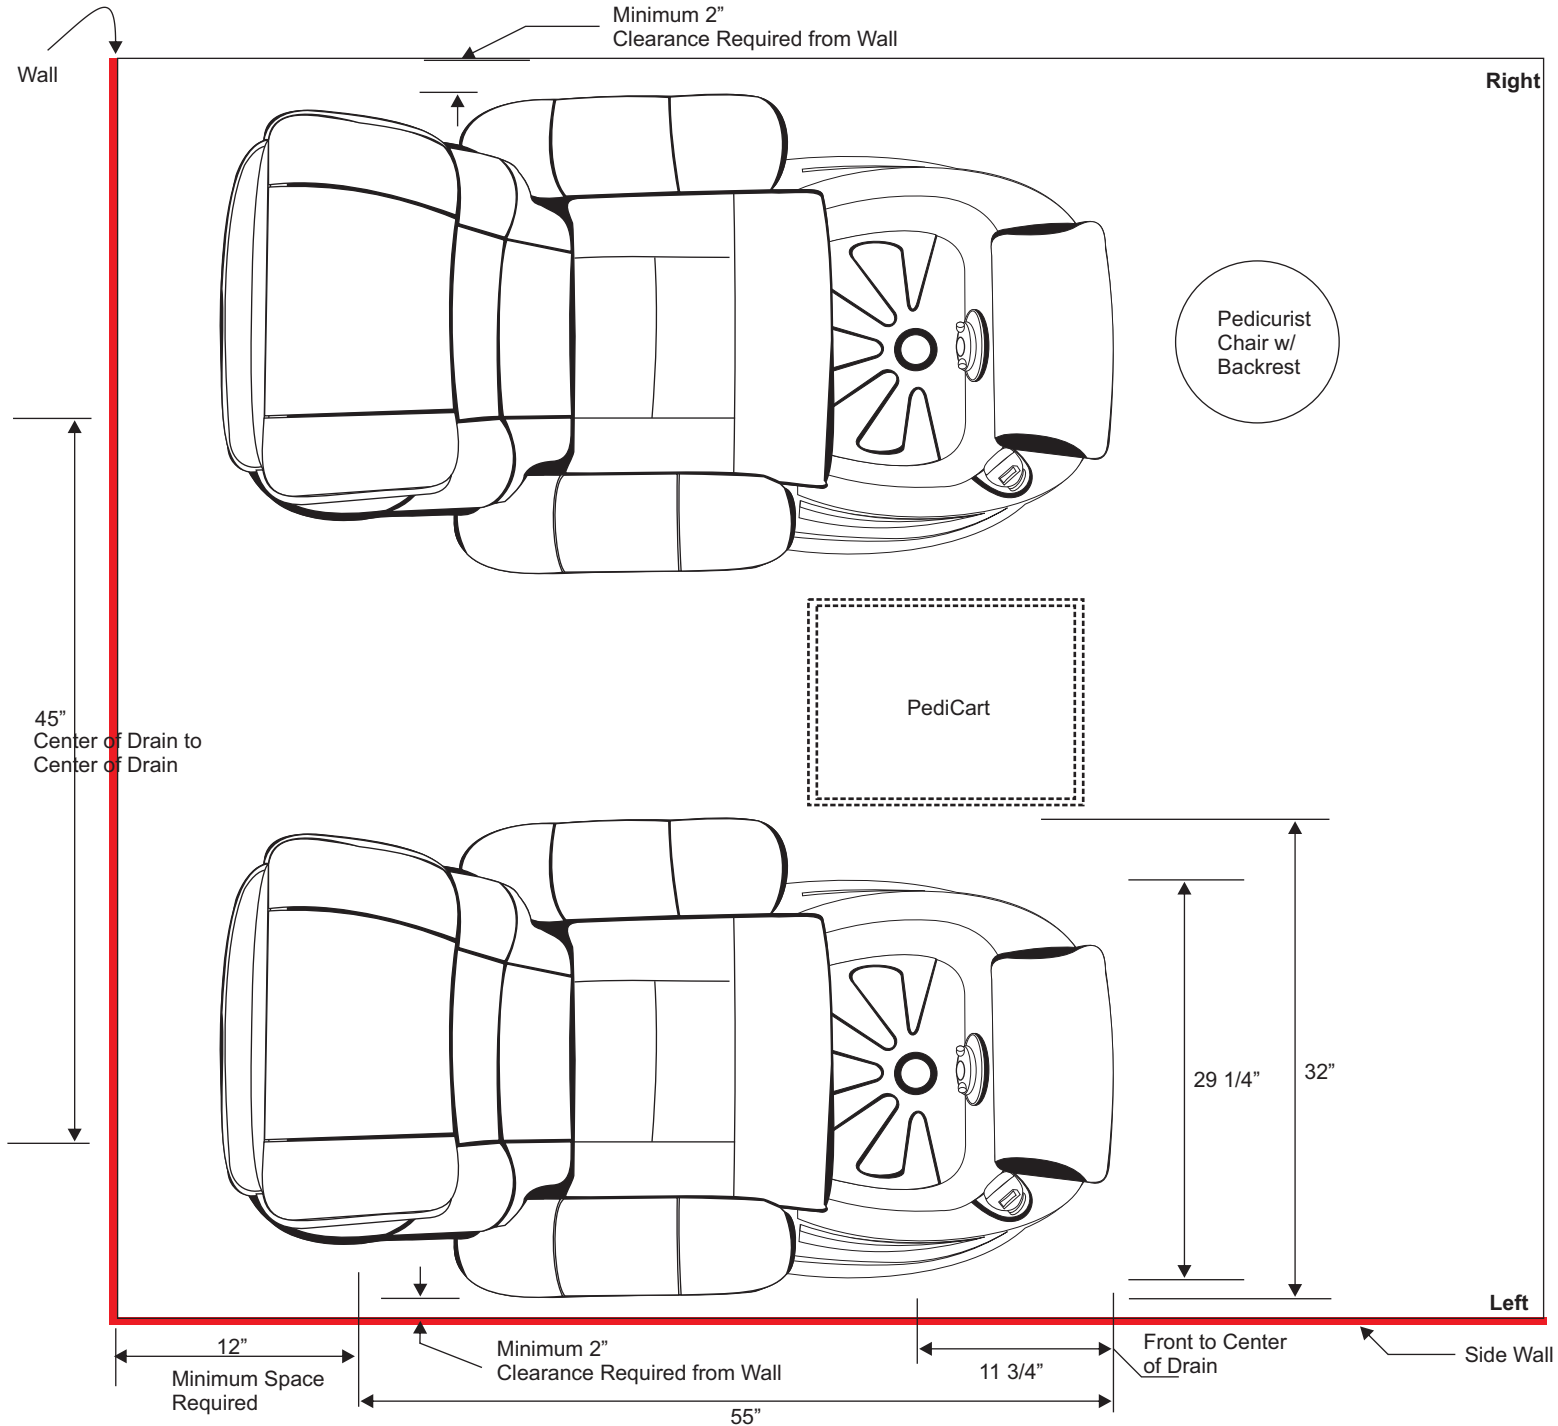 Minimum 2”
Clearance Required from Wall
Wall
Right
Pedicurist
Chair w/
Backrest
45”
Center of Drain to
Center of Drain
PediCart
29 1/4”
32”
Left
12”
Minimum Space
Required
Minimum 2”
Clearance Required from Wall
11 3/4”
Front to Center
of Drain
Side Wall
55”